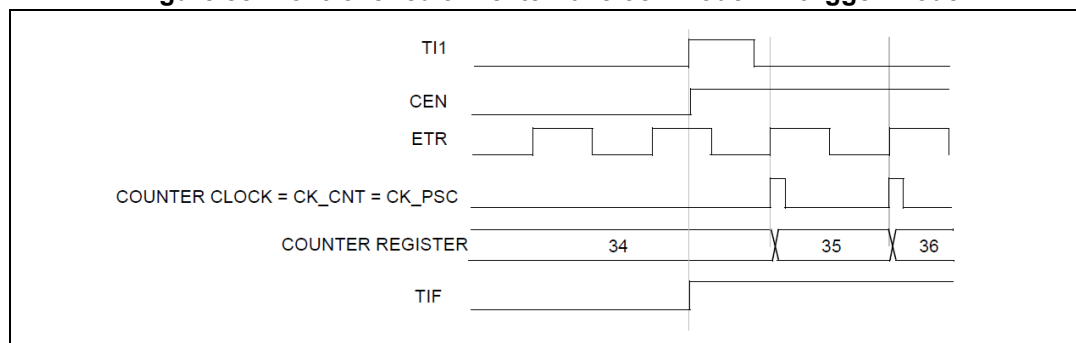 TI1
CEN
ETR
COUNTER CLOCK = CK_CNT = CK_PSC
COUNTER REGISTER 34 35 36
TIF